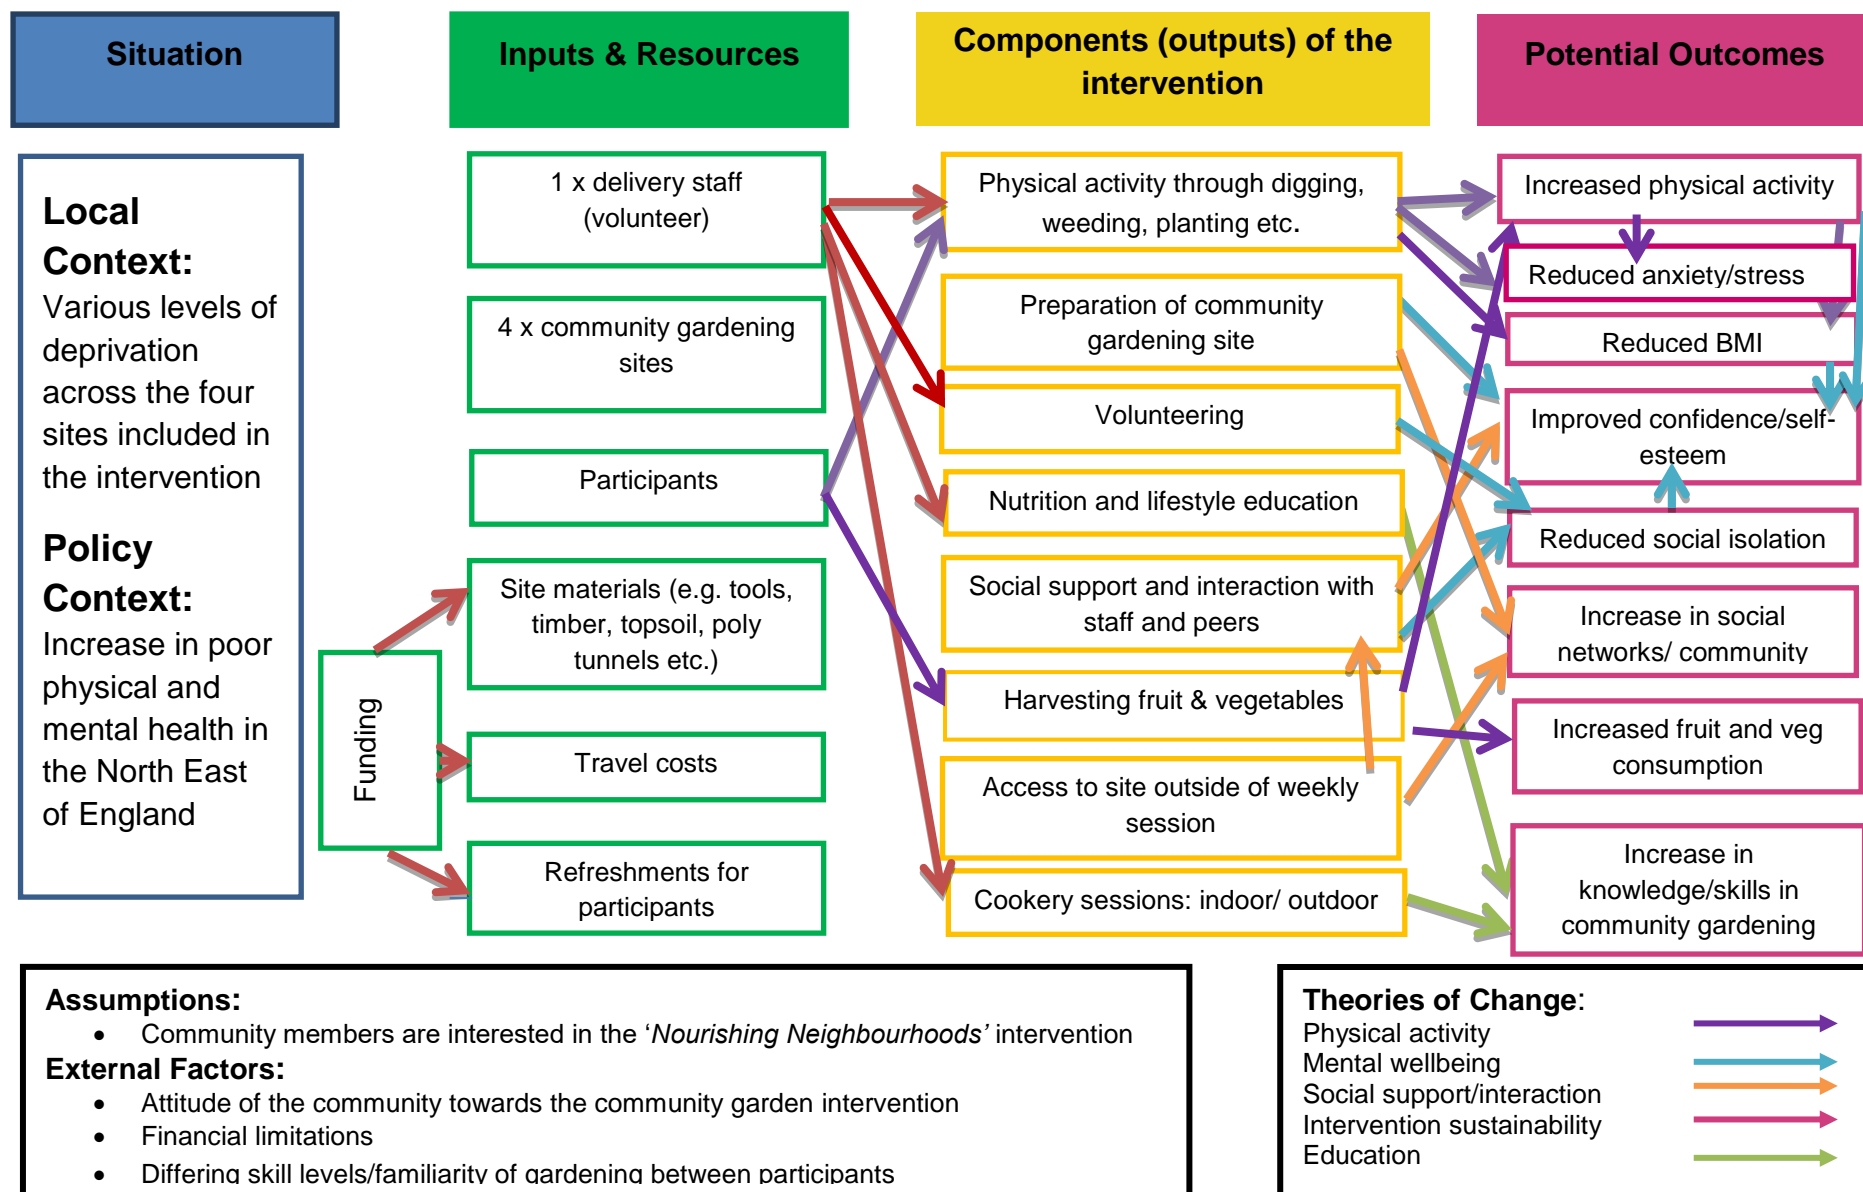 Situation
Inputs & Resources
Components (outputs) of the
intervention
Potential Outcomes
Local
Context:
Various levels of
deprivation
across the four
sites included in
the intervention
Policy
Context:
Increase in poor
physical and
mental health in
the North East
of England
Funding
1 x delivery staff
(volunteer)
4 x community gardening
sites
Participants
Site materials (e.g. tools,
timber, topsoil, poly
tunnels etc.)
Travel costs
Refreshments for
participants
Physical activity through digging,
weeding, planting etc.
Preparation of community
gardening site
Volunteering
Nutrition and lifestyle education
Social support and interaction with
staff and peers
Harvesting fruit & vegetables
Access to site outside of weekly
session
Cookery sessions: indoor/ outdoor
Increased physical activity
Reduced anxiety/stress
Reduced BMI
Improved confidence/self-
esteem
Reduced social isolation
Increase in social
networks/ community
Increased fruit and veg
consumption
Increase in
knowledge/skills in
community gardening
Assumptions:
• Community members are interested in the ‘Nourishing Neighbourhoods’ intervention
External Factors:
• Attitude of the community towards the community garden intervention
• Financial limitations
• Differing skill levels/familiarity of gardening between participants
Theories of Change:
Physical activity
Mental wellbeing
Social support/interaction
Intervention sustainability
Education